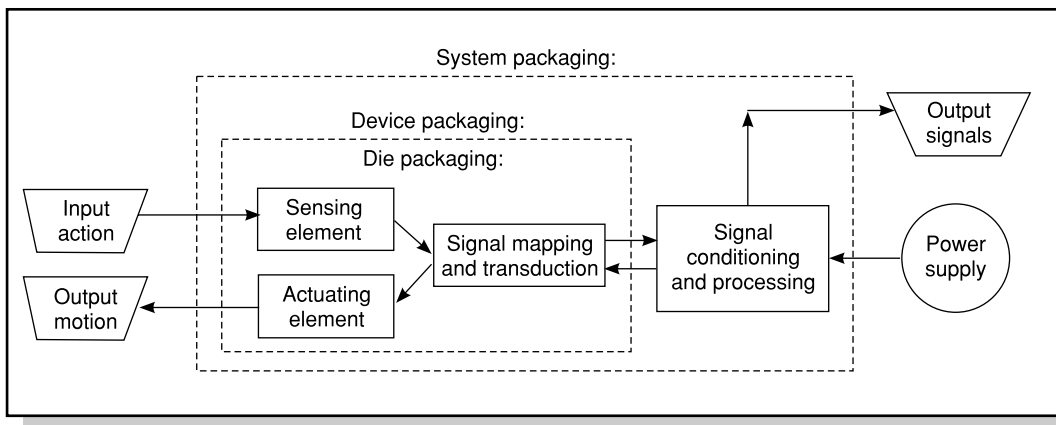 System packaging:
Device packaging:
Die packaging:
Input
action
Sensing
element
Signal mapping
and transduction
Actuating
element
Output
motion
Signal
conditioning
and processing
Output
signals
Power
supply